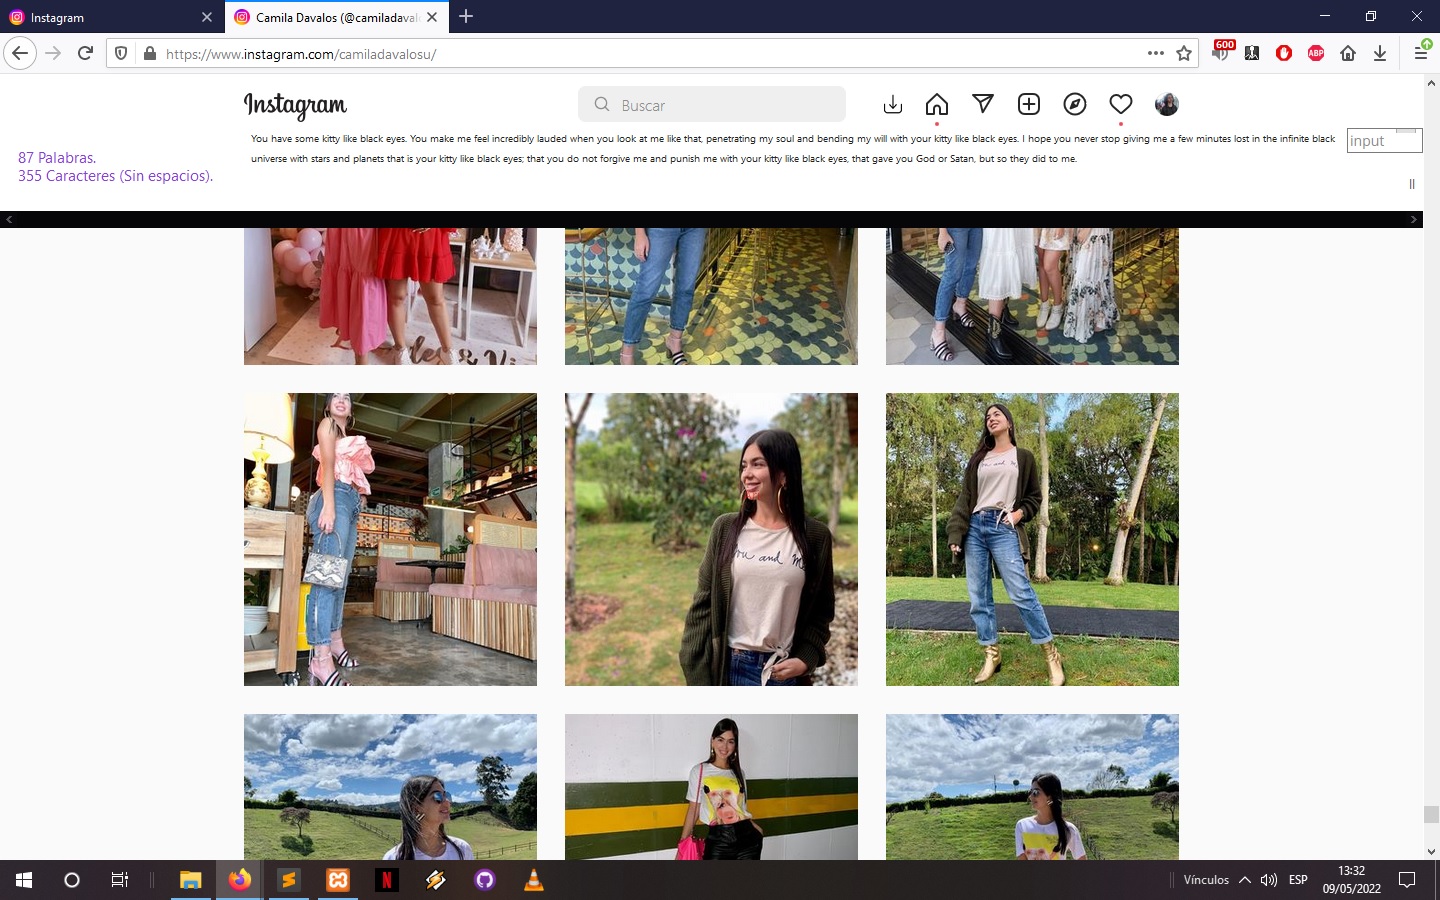 Instagram
Camila Davalos (@camiladaval
https://www.instagram.com/camiladavalosu/
600
ABP
Instagram
Buscar
You have some kitty like black eyes. You make me feel incredibly lauded when you look at me like that, penetrating my soul and bending my will with your kitty like black eyes. I hope you never stop giving me a few minutes lost in the infinite black
universe with stars and planets that is your kitty like black eyes; that you do not forgive me and punish me with your kitty like black eyes, that gave you God or Satan, but so they did to me.
input
87 Palabras.
355 Caracteres (Sin espacios).
You and Me
Vínculos
ESP
13:32
09/05/2022